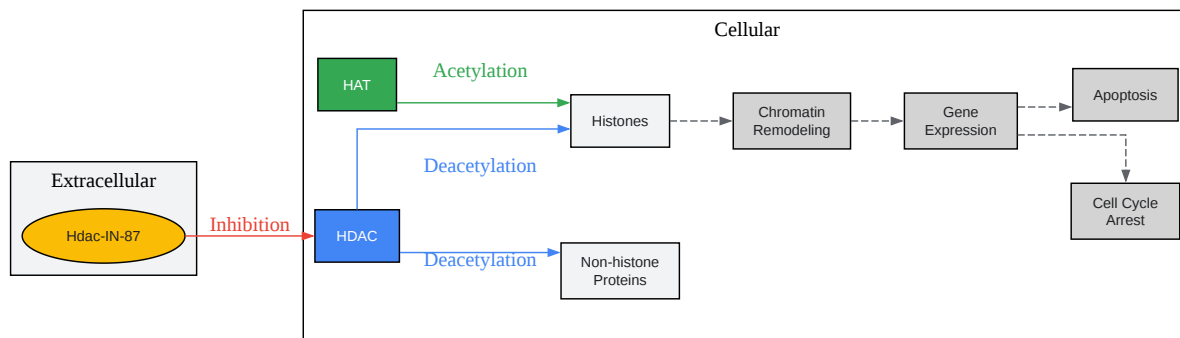 Cellular
HAT
Acetylation
Histones
Chromatin
Remodeling
Gene
Expression
Apoptosis
Deacetylation
Extracellular
Hdac-IN-87
Inhibition
HDAC
Deacetylation
Non-histone
Proteins
Cell Cycle
Arrest